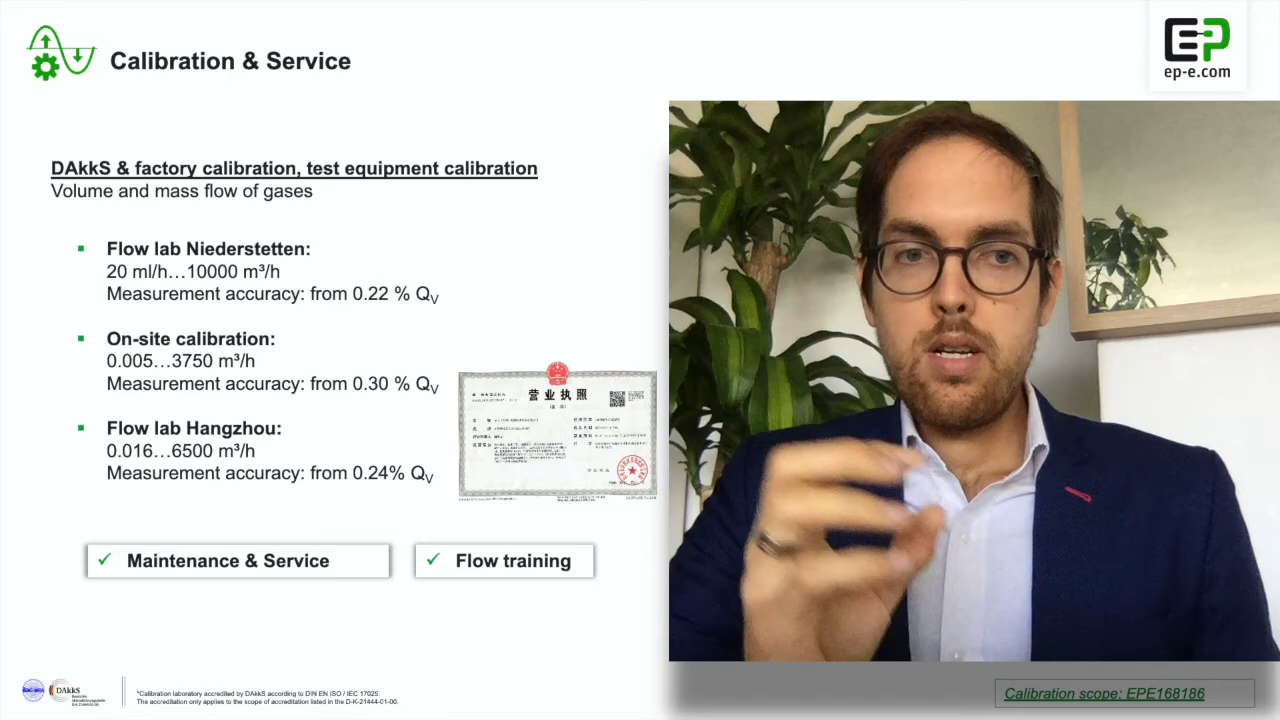 Calibration & Service
EP
ep-e.com
DAkkS & factory calibration, test equipment calibration
Volume and mass flow of gases
Flow lab Niederstetten:
20 ml/h…10000 m³/h
Measurement accuracy: from 0.22 % QV
On-site calibration:
0.005…3750 m³/h
Measurement accuracy: from 0.30 % QV
Flow lab Hangzhou:
0.016…6500 m³/h
Measurement accuracy: from 0.24% QV
营业执照
✓ Maintenance & Service
✓ Flow training
DAkkS
Deutsche
Akkreditierungsstelle
D-K-21444-01-00
*Calibration laboratory accredited by DAkkS according to DIN EN ISO / IEC 17025.
The accreditation only applies to the scope of accreditation listed in the D-K-21444-01-00.
Calibration scope: EPE168186